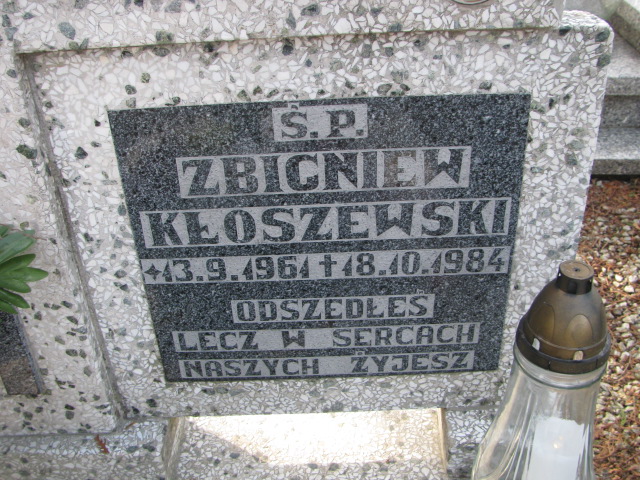 Ś.P.
ZBIGNIEW
KŁOSZEWSKI
+13.9.1961 +18.10.1984
ODSZEDŁEŚ
LECZ W SERCACH
NASZYCH ŻYJESZ